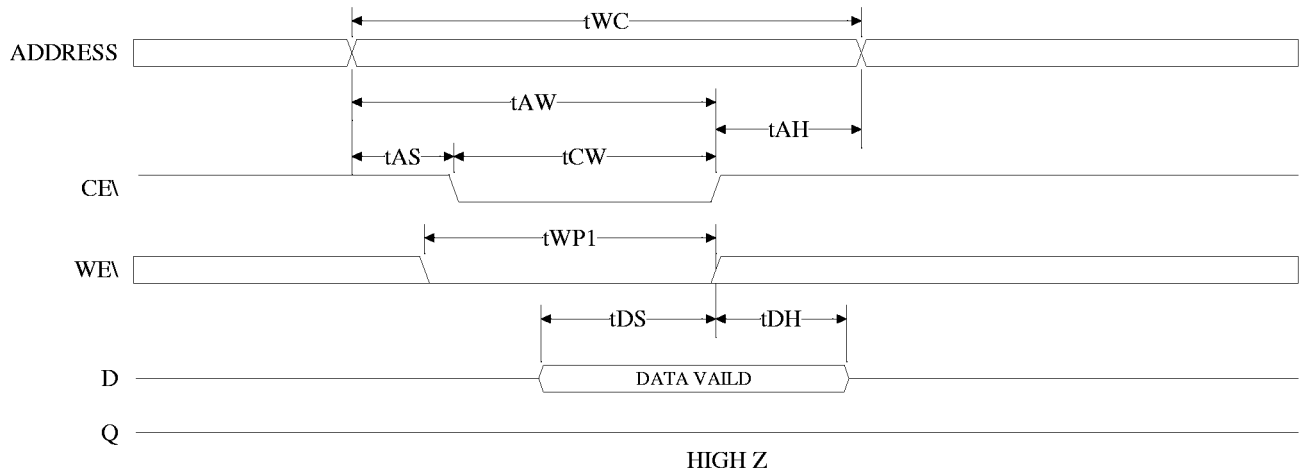 tWC
ADDRESS
tAW
tAH
tAS
tCW
CE\
tWP1
WE\
tDS
tDH
D
DATA VAILD
Q
HIGH Z